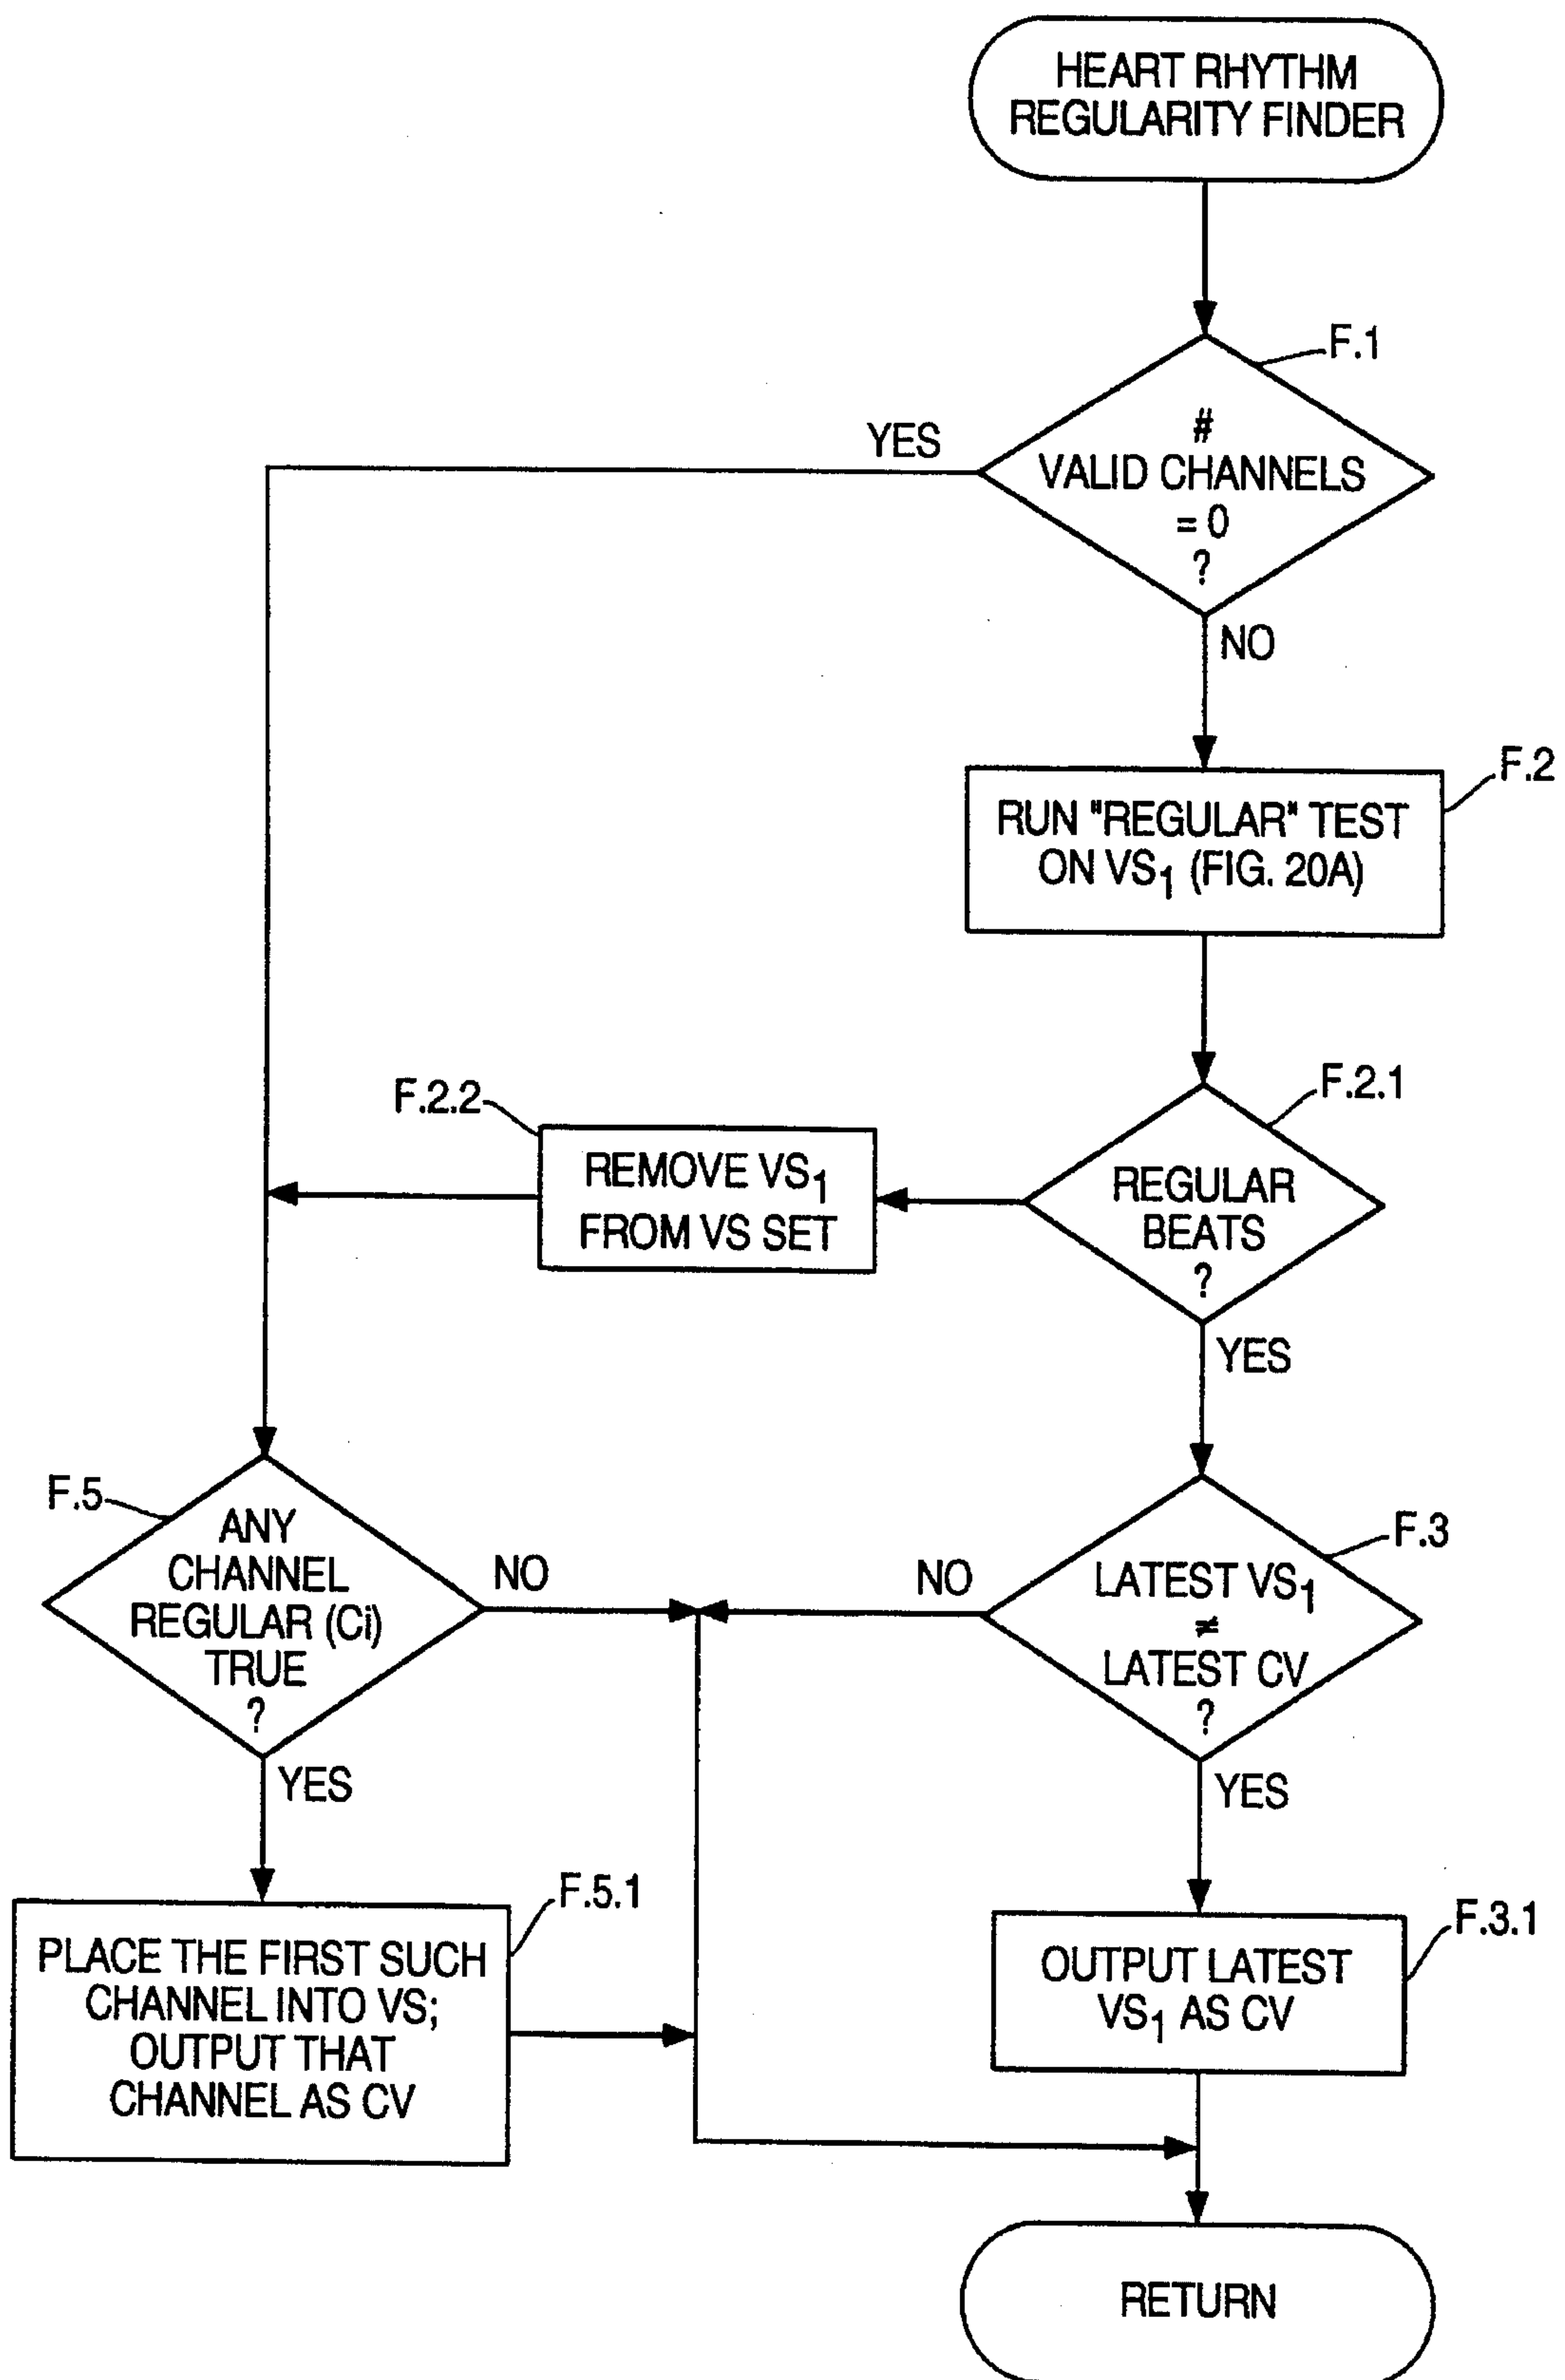 HEART RHYTHM
REGULARITY FINDER
F.1
#
VALID CHANNELS
= 0
?
YES
NO
F.2
RUN "REGULAR" TEST
ON VS₁ (FIG. 20A)
F.2.1
REGULAR
BEATS
?
F.2.2
REMOVE VS₁
FROM VS SET
YES
F.5
ANY
CHANNEL
REGULAR (Ci)
TRUE
?
NO
YES
F.3
LATEST VS₁
≠
LATEST CV
?
NO
YES
F.5.1
PLACE THE FIRST SUCH
CHANNEL INTO VS;
OUTPUT THAT
CHANNEL AS CV
F.3.1
OUTPUT LATEST
VS₁ AS CV
RETURN